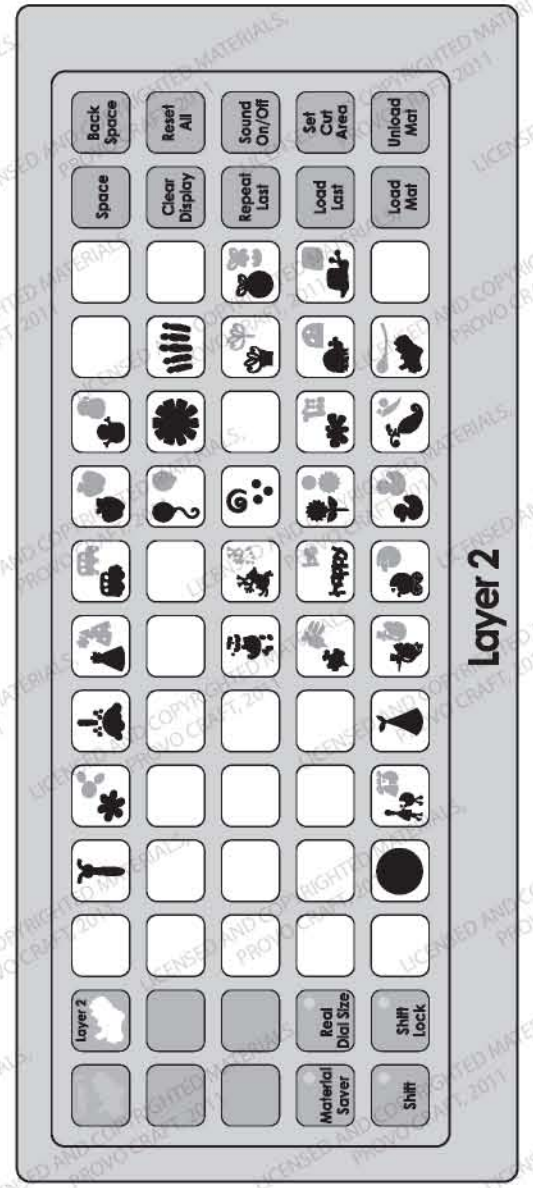 Layer 2
Space
Back
Space
Clear
Display
Reset
All
Repeat
Last
Sound
On/Off
Material
Saver
Real
Dial Size
happy
Load
Last
Set
Cut
Area
Shift
Shift
Lock
Load
Mat
Unload
Mat
Layer 2
LICENSED AND COPYRIGHTED MATERIALS,
PROVO CRAFT, 2011